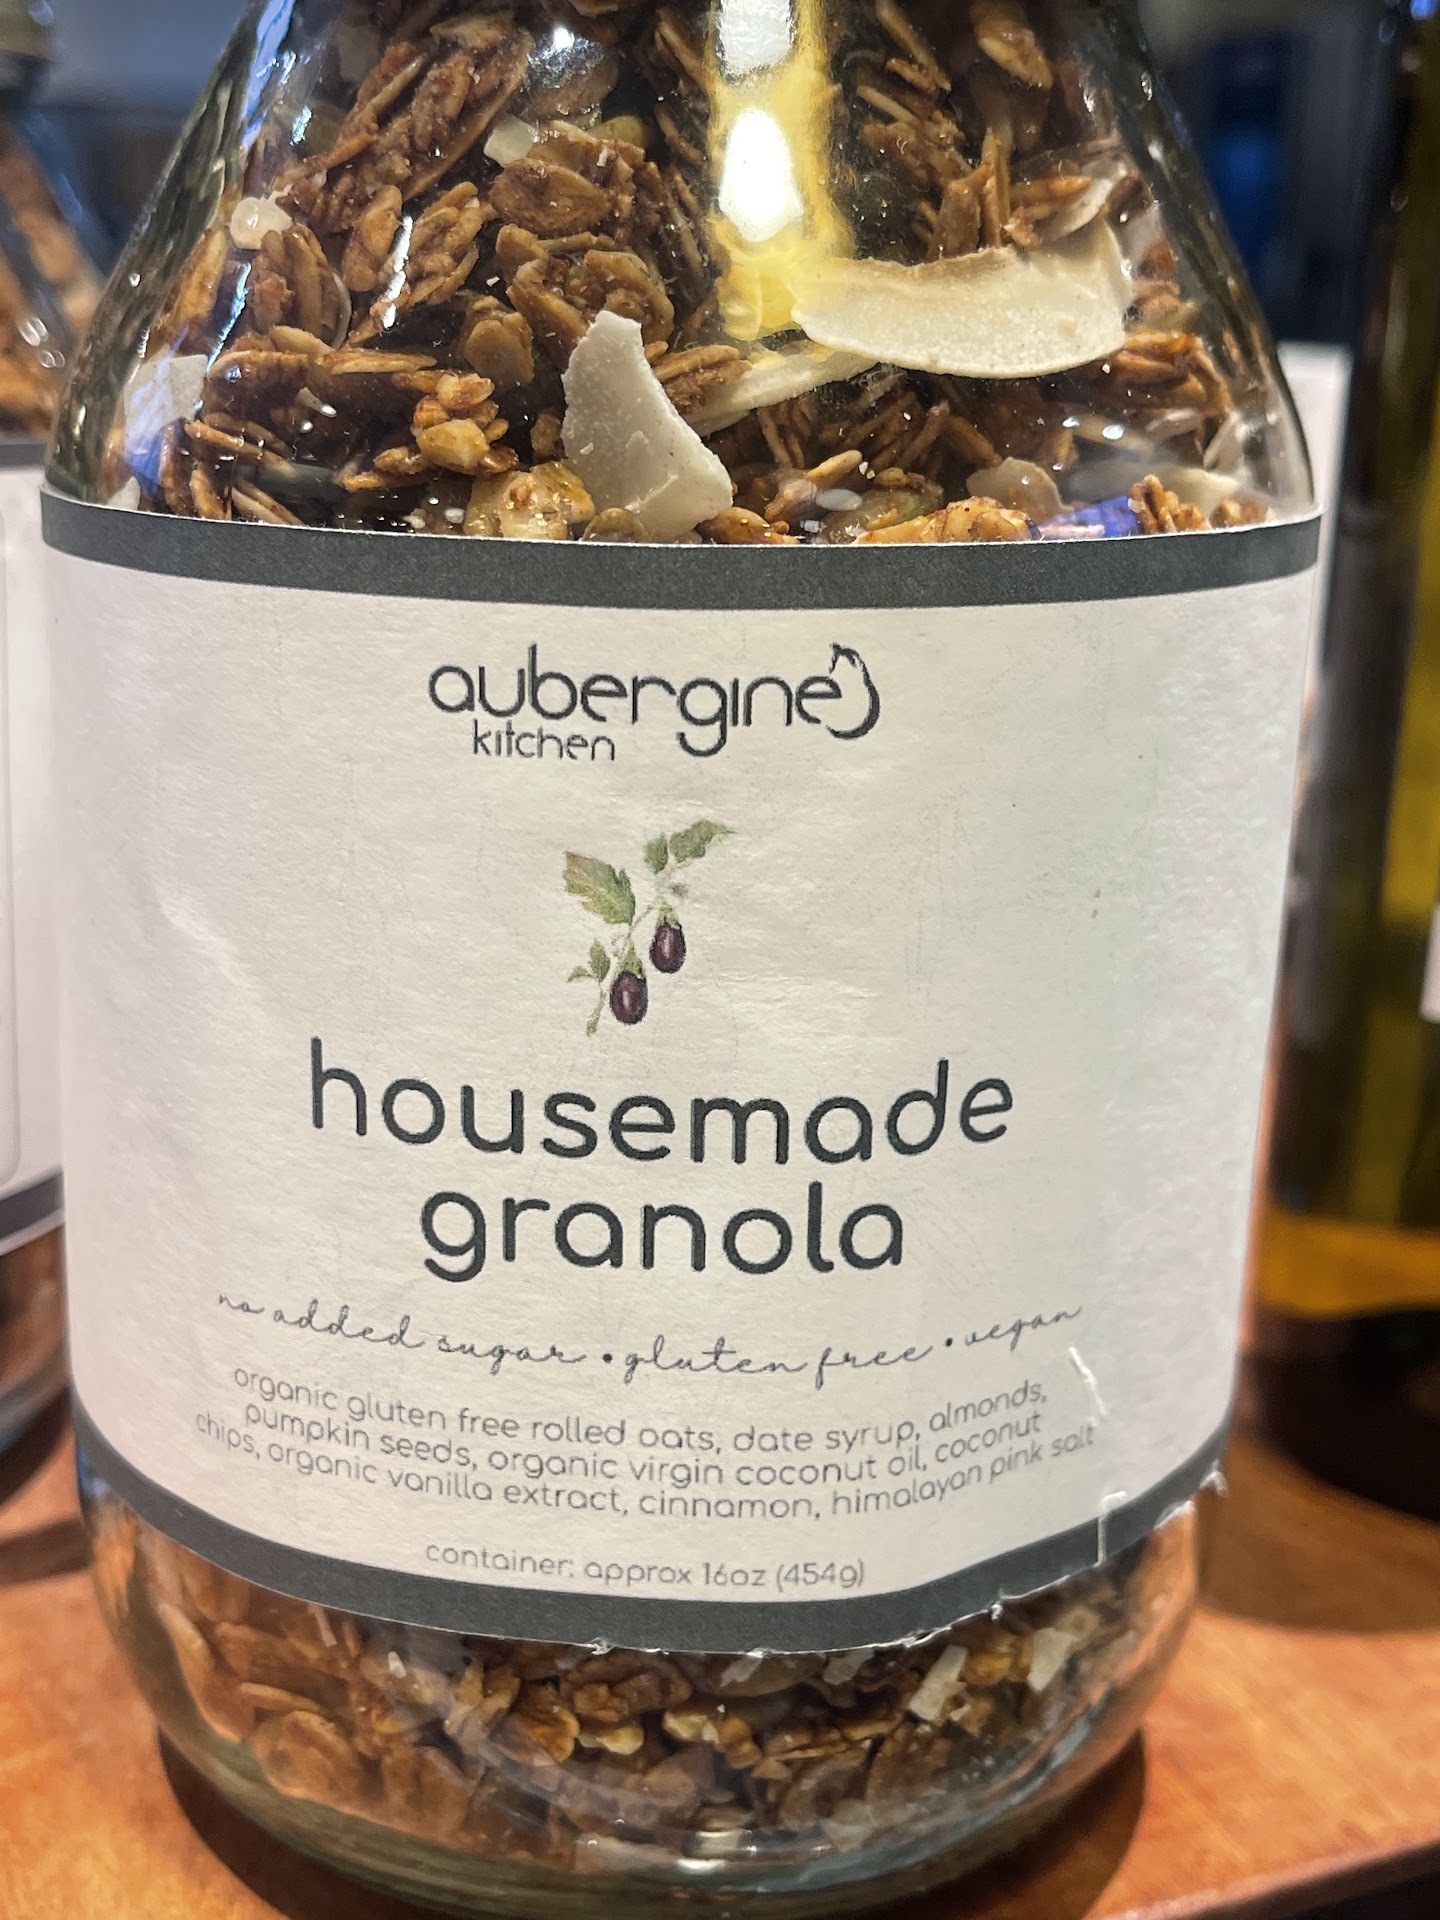 aubergine
kitchen
housemade
granola
no added sugar • gluten free • vegan
organic gluten free rolled oats, date syrup, almonds,
pumpkin seeds, organic virgin coconut oil, coconut
chips, organic vanilla extract, cinnamon, himalayan pink salt
container: approx 16oz (454g)